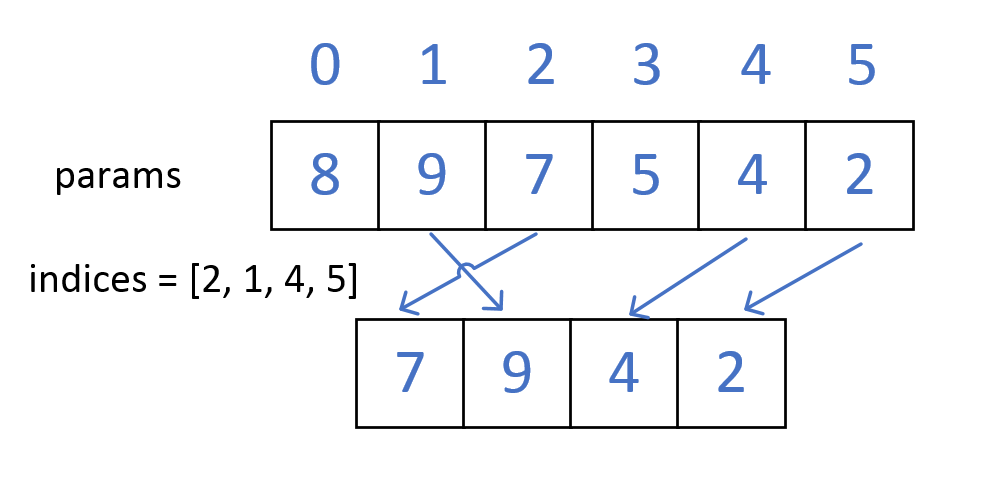 0 1 2 3 4 5
params 8 9 7 5 4 2
indices = [2, 1, 4, 5]
7 9 4 2